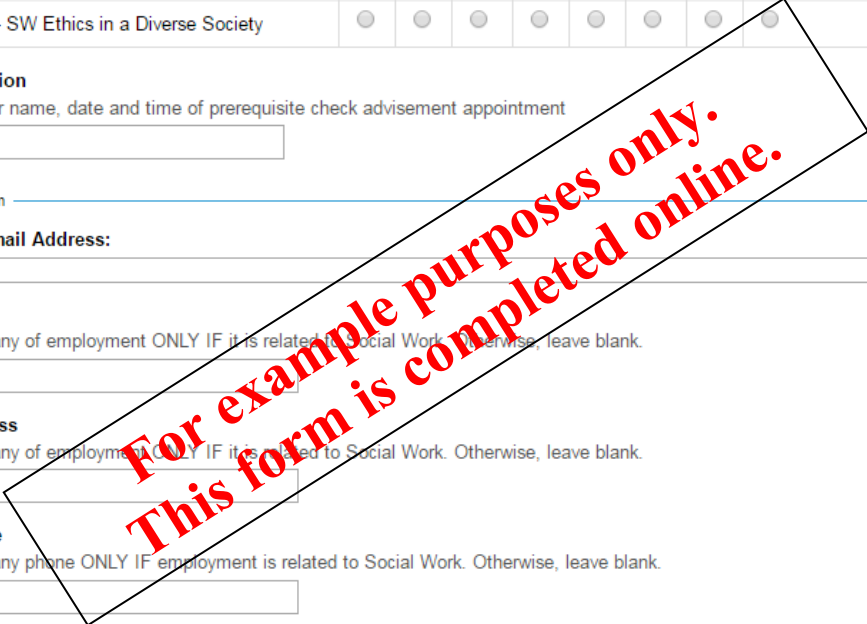 SW Ethics in a Diverse Society
ion
r name, date and time of prerequisite check advisement appointment
n
nail Address:
ny of employment ONLY IF it is related to Social Work. Otherwise, leave blank.
ss
ny of employment ONLY IF it is related to Social Work. Otherwise, leave blank.
e
ny phone ONLY IF employment is related to Social Work. Otherwise, leave blank.
For example purposes only.
This form is completed online.